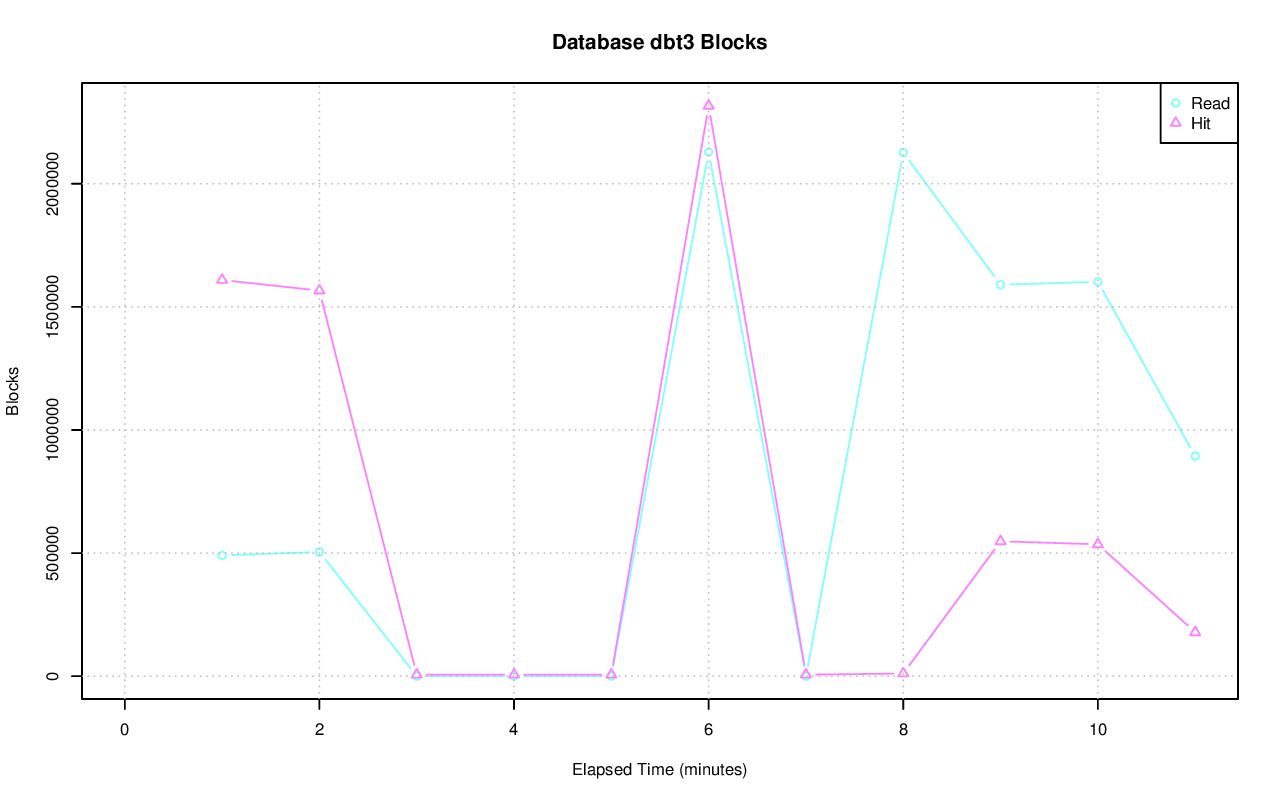 Database dbt3 Blocks
Read
Hit
2000000
1500000
1000000
500000
0
Blocks
0 2 4 6 8 10
Elapsed Time (minutes)